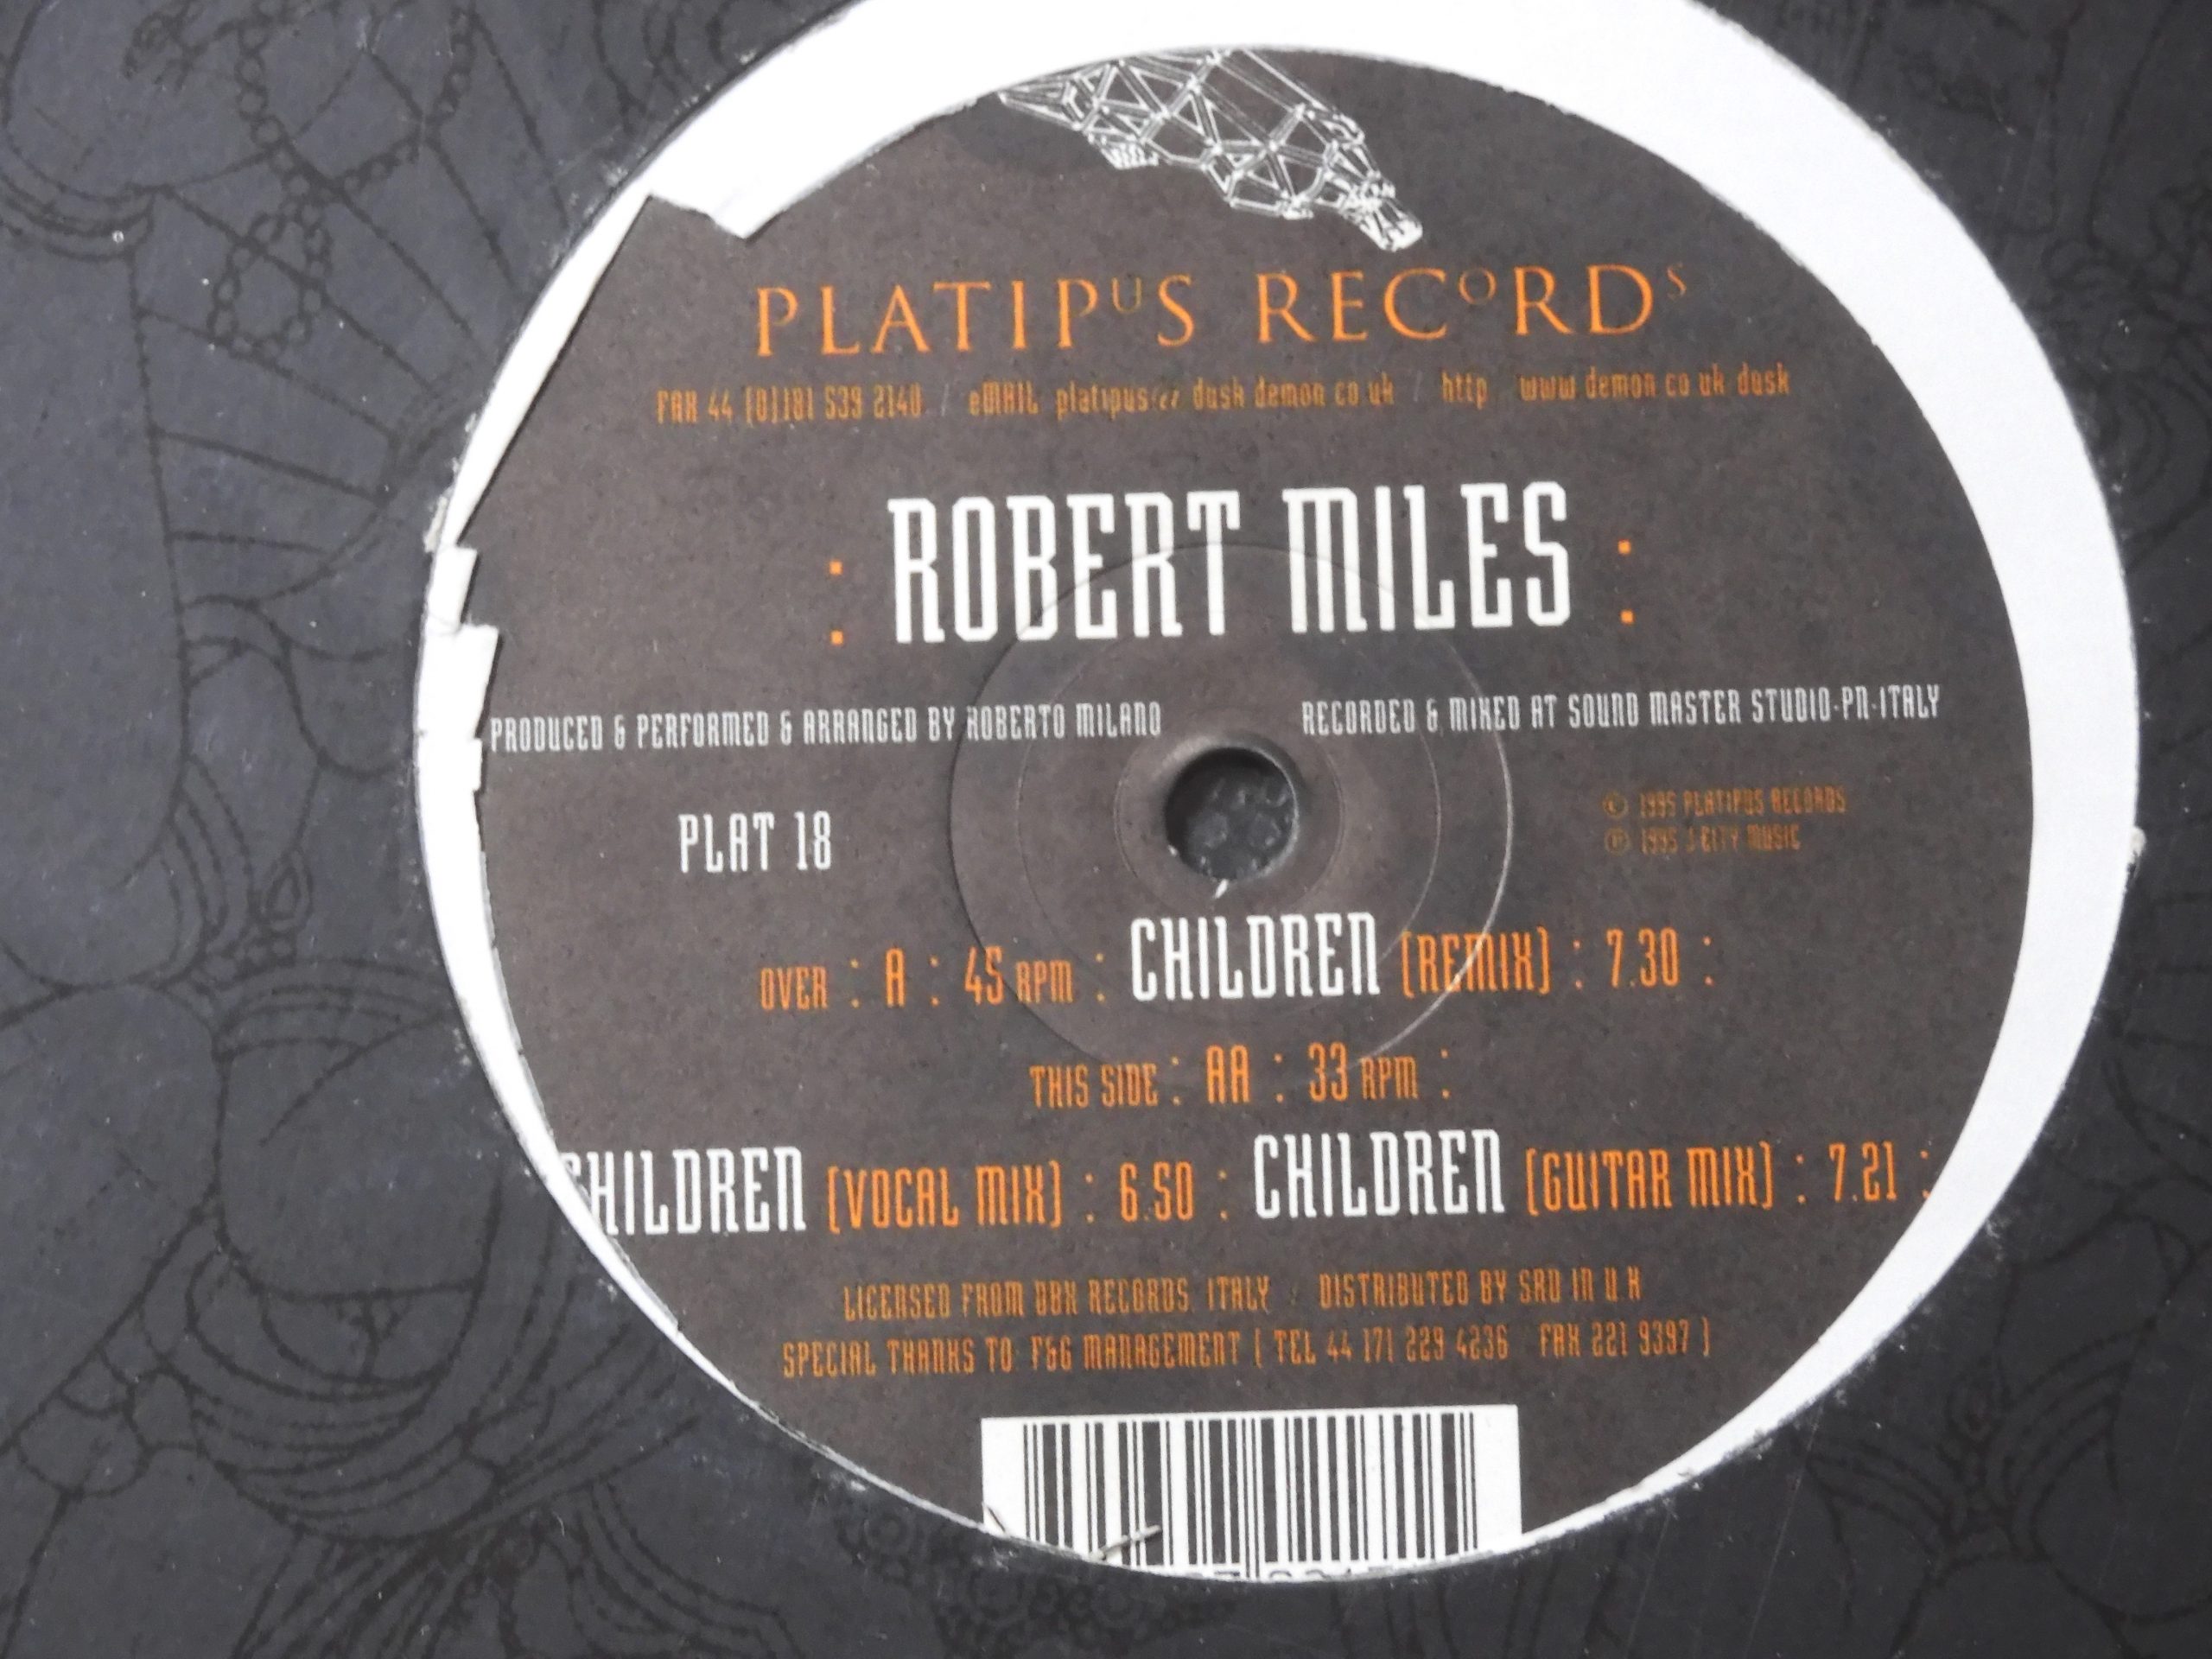 PLATIPUS RECORDS
FAX 44 (0)181 539 2140 / eMAIL platipus@ dusk demon co uk / http www demon co uk dusk
: ROBERT MILES :
PRODUCED & PERFORMED & ARRANGED BY ROBERTO MILANO RECORDED & MIXED AT SOUND MASTER STUDIO·PN·ITALY
© 1995 PLATIPUS RECORDS
PLAT 18
℗ 1995 J CITY MUSIC
OVER : A : 45 RPM : CHILDREN (REMIX) : 7.30 :
THIS SIDE : AA : 33 RPM :
CHILDREN (VOCAL MIX) : 6.50 : CHILDREN (GUITAR MIX) : 7.21 :
LICENSED FROM DBX RECORDS, ITALY / DISTRIBUTED BY SRD IN U K
SPECIAL THANKS TO F&G MANAGEMENT ( TEL 44 171 229 4236 FAX 221 9397 )